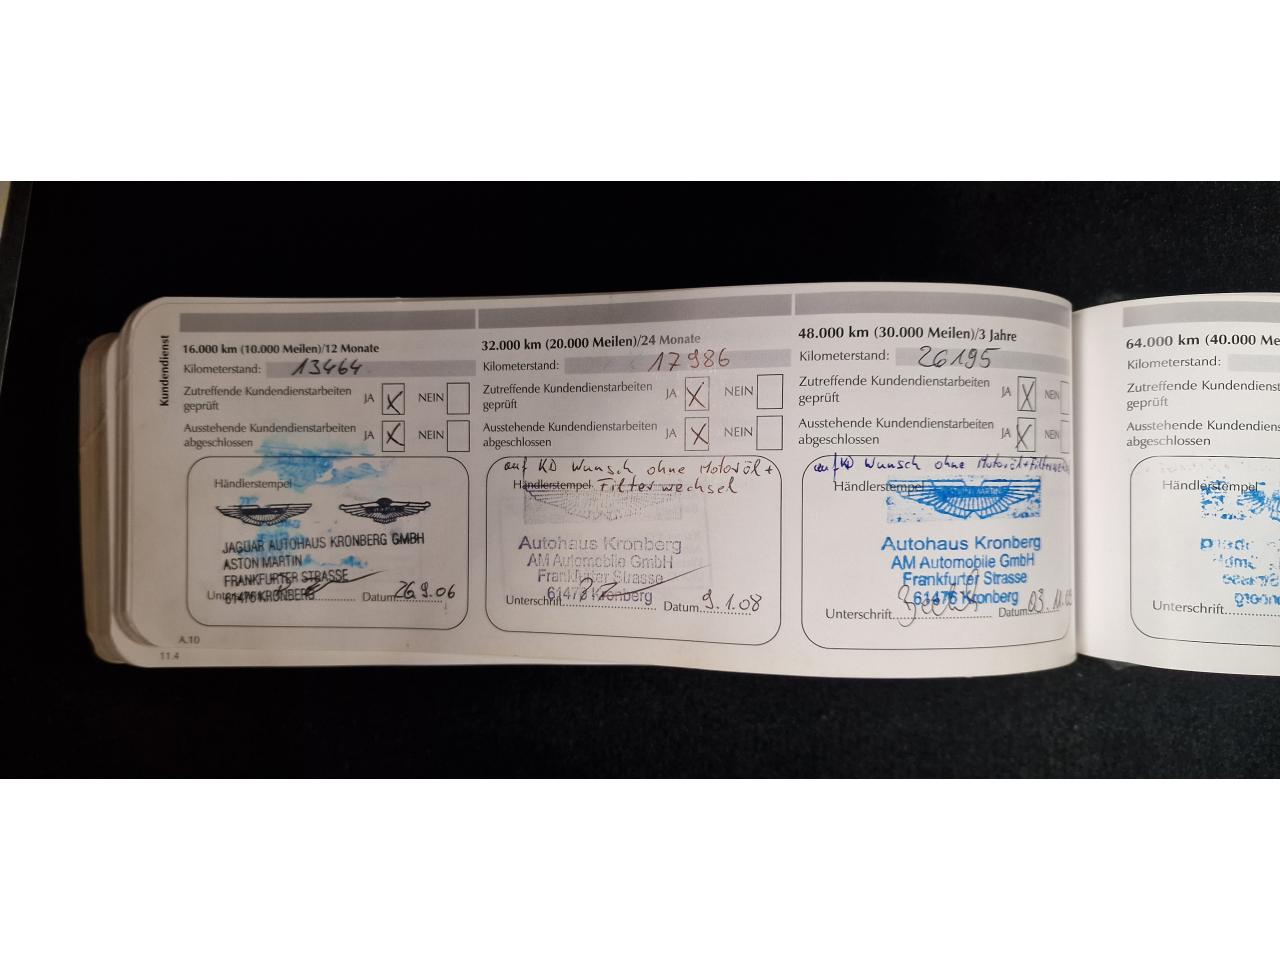 Kundendienst
16.000 km (10.000 Meilen)/12 Monate
Kilometerstand: 13464
Zutreffende Kundendienstarbeiten geprüft JA X NEIN
Ausstehende Kundendienstarbeiten abgeschlossen JA X NEIN
Händlerstempel
JAGUAR AUTOHAUS KRONBERG GMBH
ASTON MARTIN
FRANKFURTER STRASSE
61476 KRONBERG
Datum 26.9.06
A.10
11.4
32.000 km (20.000 Meilen)/24 Monate
Kilometerstand: 17986
Zutreffende Kundendienstarbeiten geprüft JA X NEIN
Ausstehende Kundendienstarbeiten abgeschlossen JA X NEIN
auf KD Wunsch ohne Motoröl +
Händlerstempel Filterwechsel
Autohaus Kronberg
AM Automobile GmbH
Frankfurter Strasse
61476 Kronberg
Unterschrift Datum 9.1.08
48.000 km (30.000 Meilen)/3 Jahre
Kilometerstand: 26195
Zutreffende Kundendienstarbeiten geprüft JA X NEIN
Ausstehende Kundendienstarbeiten abgeschlossen JA X NEIN
auf KD Wunsch ohne Motoröl +
Händlerstempel
ASTON MARTIN
Autohaus Kronberg
AM Automobile GmbH
Frankfurter Strasse
61476 Kronberg
Unterschrift Datum 03.11
64.000 km (40.000 Me
Kilometerstand:
Zutreffende Kundendienst
geprüft
Ausstehende Kundendienst
abgeschlossen
Händlerstempel
Unterschrift